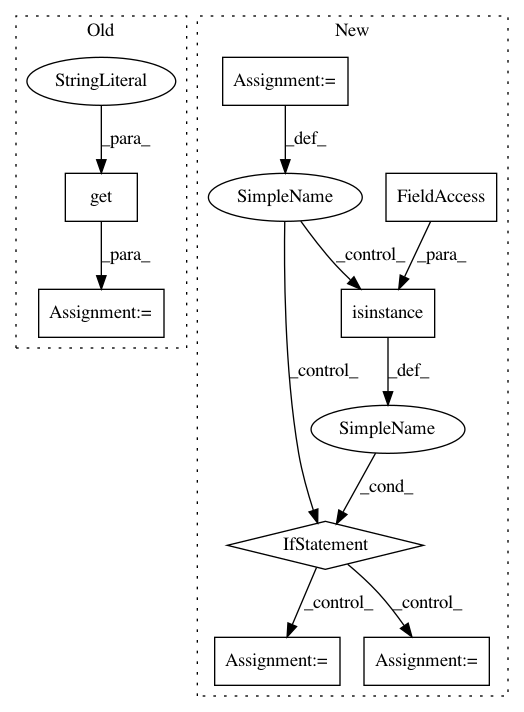 Old
New
StringLiteral
Assignment:=
_para_
_def_
get
SimpleName
FieldAccess
_para_
_control_
_para_
Assignment:=
isinstance
_control_
_def_
SimpleName
_cond_
IfStatement
_control_
_control_
Assignment:=
Assignment:=